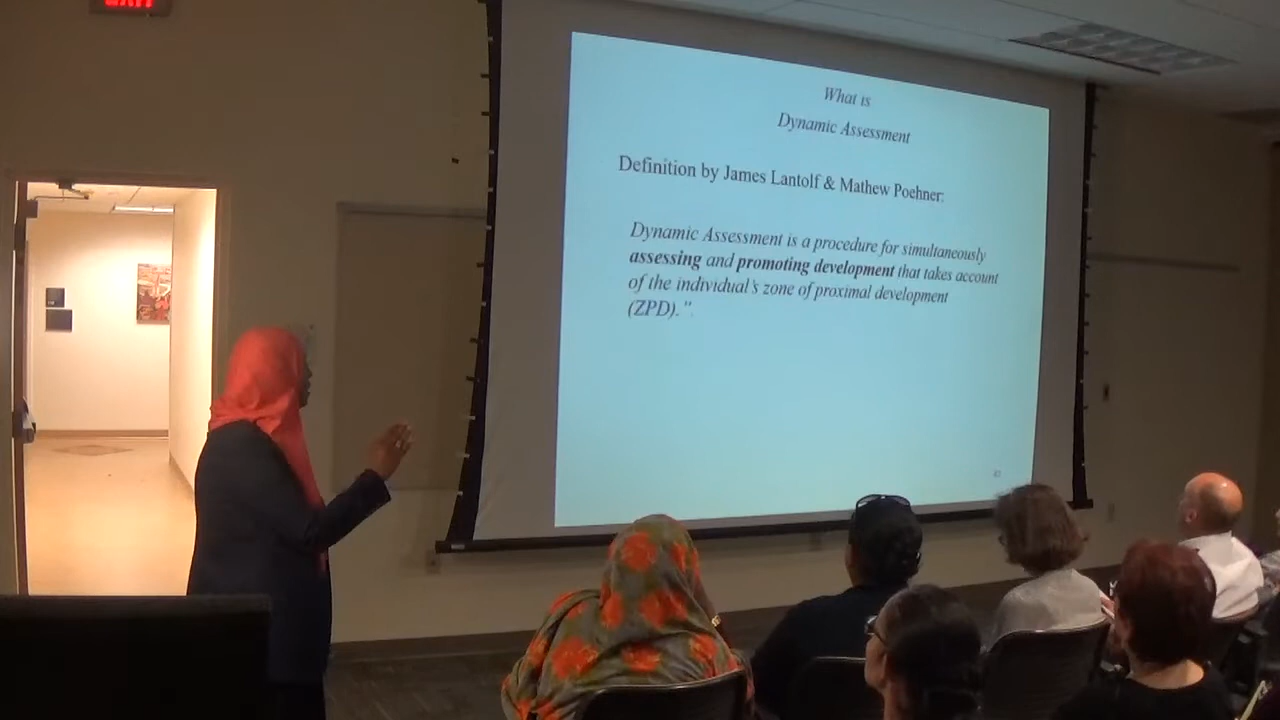 EXIT
What is
Dynamic Assessment
Definition by James Lantolf & Mathew Poehner:
Dynamic Assessment is a procedure for simultaneously
assessing and promoting development that takes account
of the individual's zone of proximal development
(ZPD)."